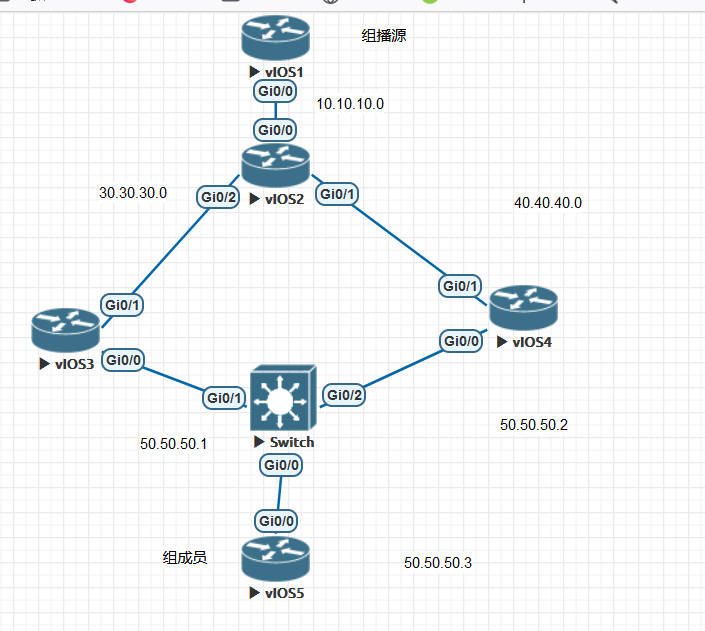 组播源
▶ vIOS1
Gi0/0
10.10.10.0
Gi0/0
30.30.30.0
Gi0/2
▶ vIOS2
Gi0/1
40.40.40.0
Gi0/1
Gi0/1
▶ vIOS4
Gi0/0
▶ vIOS3
Gi0/0
Gi0/1
Gi0/2
50.50.50.2
50.50.50.1
▶ Switch
Gi0/0
Gi0/0
组成员
50.50.50.3
▶ vIOS5